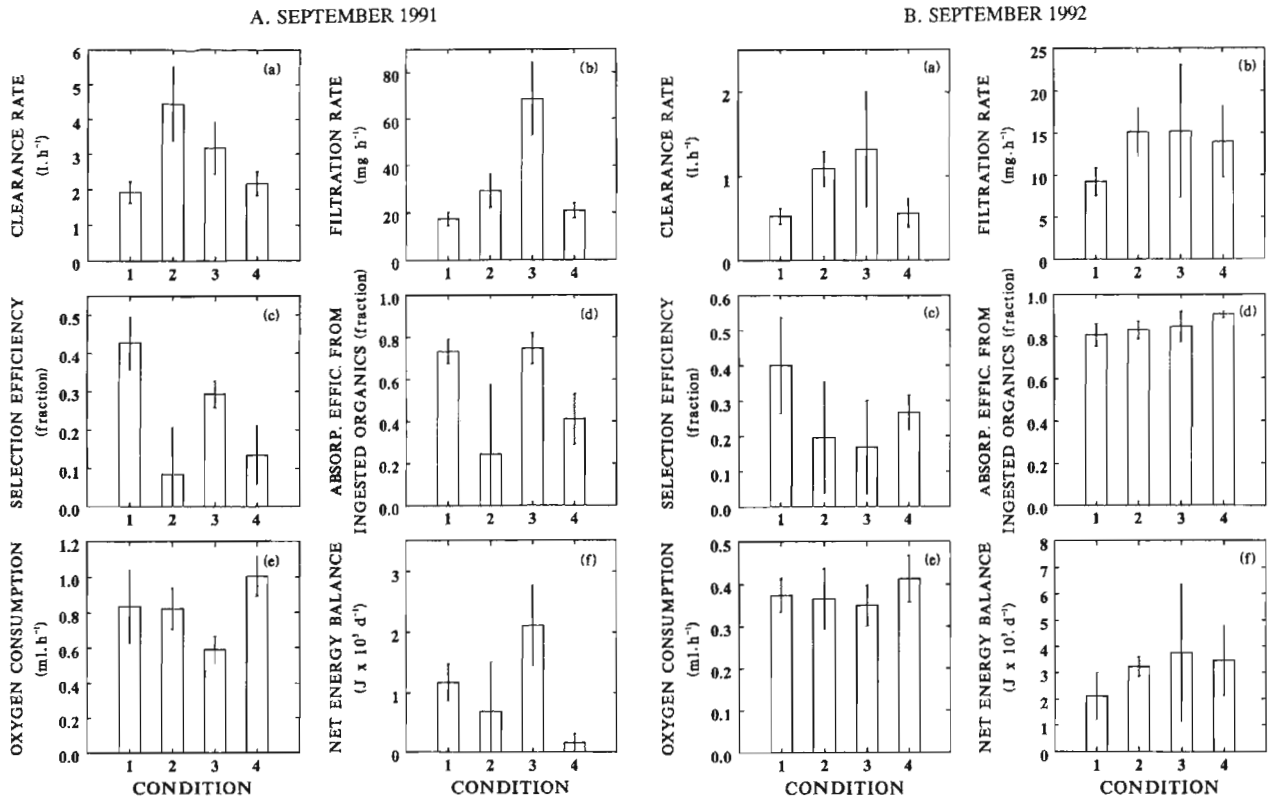 A. SEPTEMBER 1991
CLEARANCE RATE
(l. h⁻¹)
6
5
4
3
2
1
0
(a)
1 2 3 4
FILTRATION RATE
(mg h⁻¹)
80
60
40
20
0
(b)
1 2 3 4
SELECTION EFFICIENCY
(fraction)
0.5
0.4
0.3
0.2
0.1
0.0
(c)
1 2 3 4
ABSORP. EFFIC. FROM
INGESTED ORGANICS (fraction)
1.0
0.8
0.6
0.4
0.2
0.0
(d)
1 2 3 4
OXYGEN CONSUMPTION
(ml. h⁻¹)
1.2
1.0
0.8
0.6
0.4
0.2
0.0
(e)
1 2 3 4
CONDITION
NET ENERGY BALANCE
(J x 10³ d⁻¹)
3
2
1
0
(f)
1 2 3 4
CONDITION
B. SEPTEMBER 1992
CLEARANCE RATE
(l. h⁻¹)
2
1
0
(a)
1 2 3 4
FILTRATION RATE
(mg. h⁻¹)
25
20
15
10
5
0
(b)
1 2 3 4
SELECTION EFFICIENCY
(fraction)
0.6
0.5
0.4
0.3
0.2
0.1
0.0
(c)
1 2 3 4
ABSORP. EFFIC. FROM
INGESTED ORGANICS (fraction)
1.0
0.8
0.6
0.4
0.2
0.0
(d)
1 2 3 4
OXYGEN CONSUMPTION
(ml. h⁻¹)
0.5
0.4
0.3
0.2
0.1
0.0
(e)
1 2 3 4
CONDITION
NET ENERGY BALANCE
(J x 10³. d⁻¹)
8
7
6
5
4
3
2
1
0
(f)
1 2 3 4
CONDITION